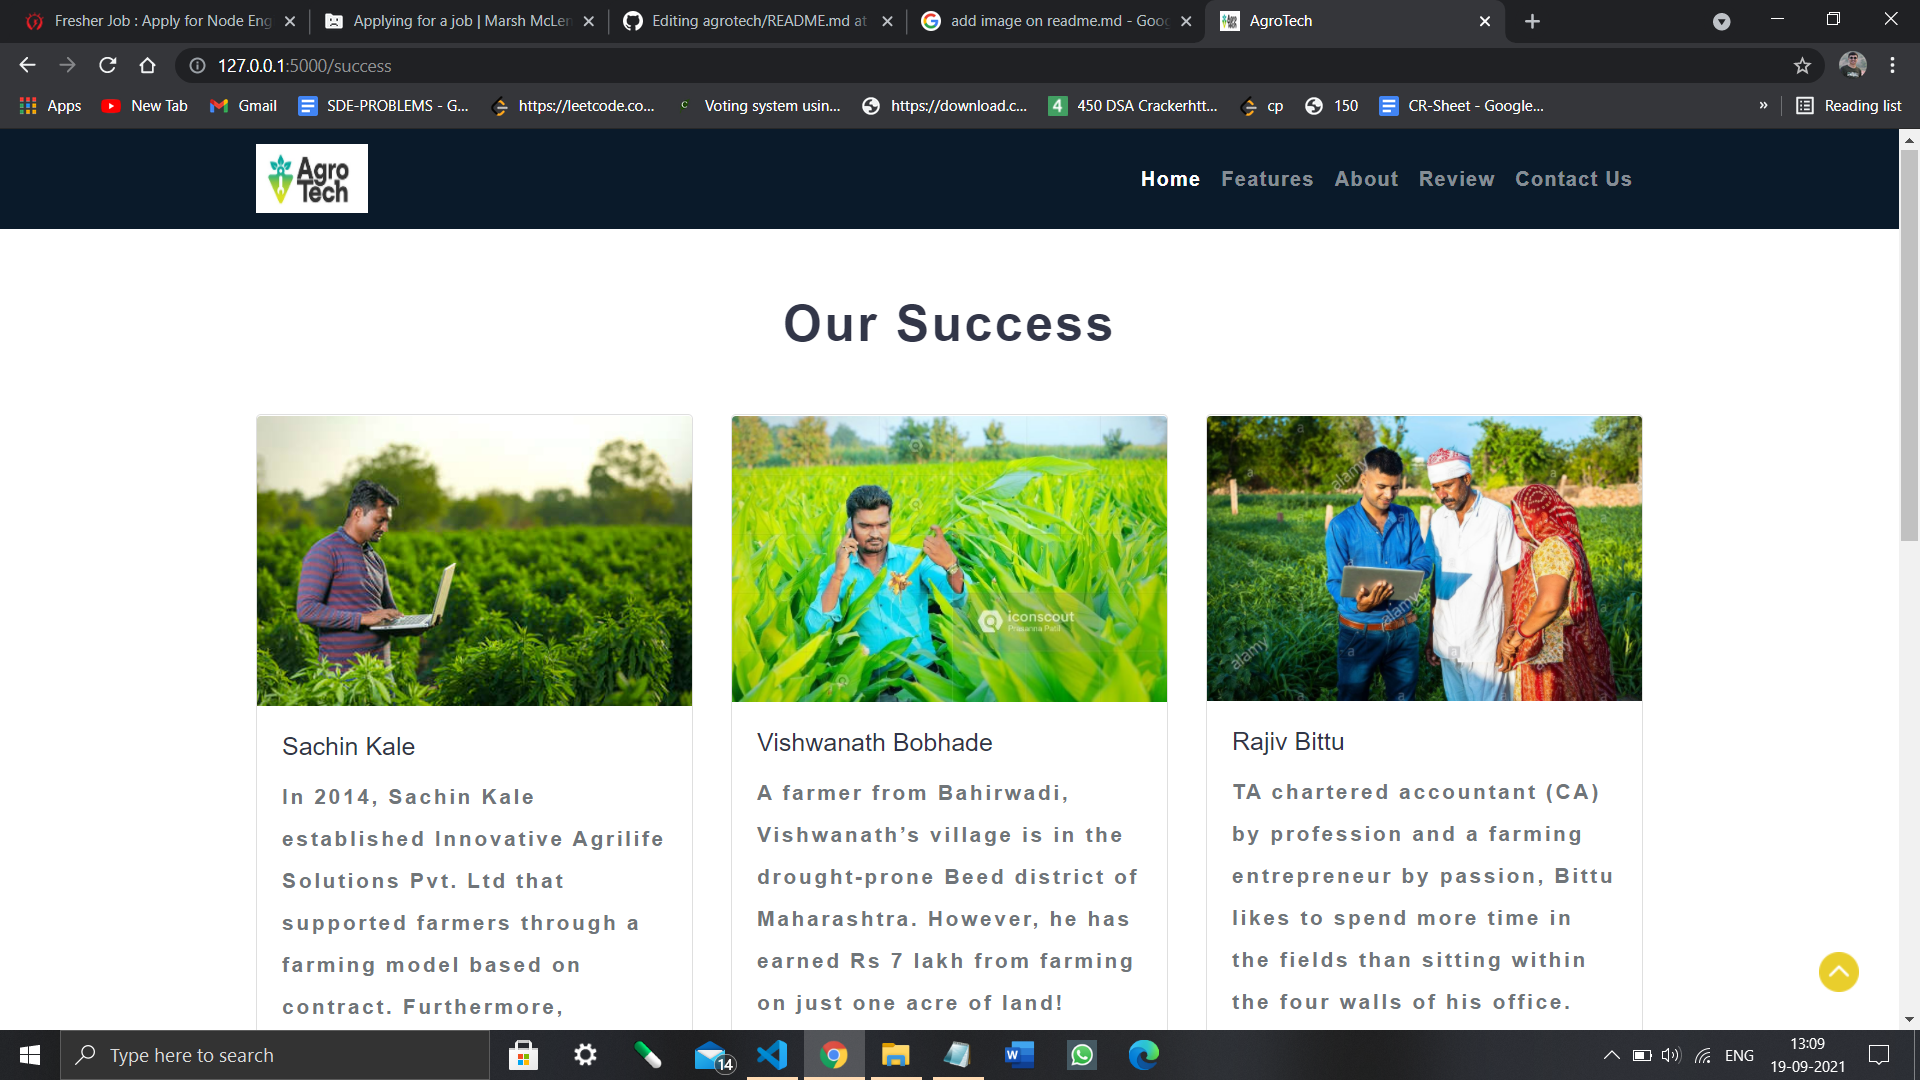 Fresher Job : Apply for Node Eng
Applying for a job | Marsh McLen
Editing agrotech/README.md at
add image on readme.md - Goog
AgroTech
127.0.0.1:5000/success
Apps
New Tab
Gmail
SDE-PROBLEMS - G...
https://leetcode.co...
Voting system usin...
https://download.c...
450 DSA Crackerhtt...
cp
150
CR-Sheet - Google...
»
Reading list
Agro
Tech
Home Features About Review Contact Us
Our Success
iconscout
Prasanna Patil
alamy
alamy
alamy
Sachin Kale
In 2014, Sachin Kale
established Innovative Agrilife
Solutions Pvt. Ltd that
supported farmers through a
farming model based on
contract. Furthermore,
Vishwanath Bobhade
A farmer from Bahirwadi,
Vishwanath’s village is in the
drought-prone Beed district of
Maharashtra. However, he has
earned Rs 7 lakh from farming
on just one acre of land!
Rajiv Bittu
TA chartered accountant (CA)
by profession and a farming
entrepreneur by passion, Bittu
likes to spend more time in
the fields than sitting within
the four walls of his office.
Type here to search
14
ENG
13:09
19-09-2021